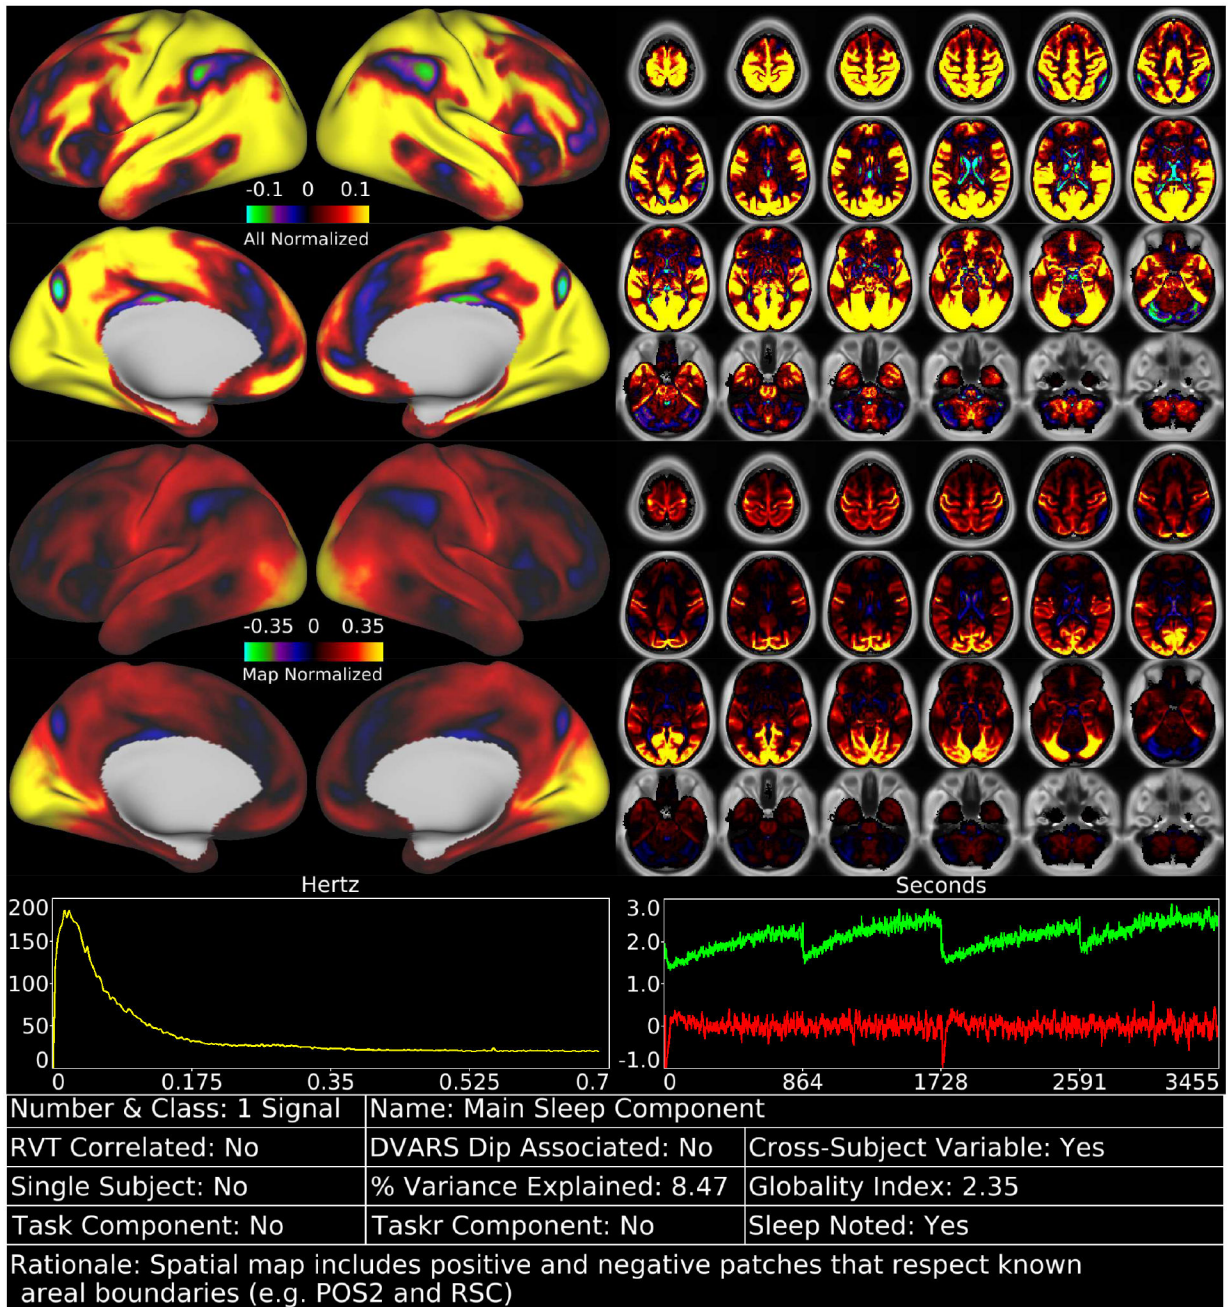 -0.1 0 0.1
All Normalized
-0.35 0 0.35
Map Normalized
Hertz
200
150
100
50
0
0 0.175 0.35 0.525 0.7
Seconds
3.0
2.0
1.0
0
-1.0
0 864 1728 2591 3455
Number & Class: 1 Signal
Name: Main Sleep Component
RVT Correlated: No
DVARS Dip Associated: No
Cross-Subject Variable: Yes
Single Subject: No
% Variance Explained: 8.47
Globality Index: 2.35
Task Component: No
Taskr Component: No
Sleep Noted: Yes
Rationale: Spatial map includes positive and negative patches that respect known
areal boundaries (e.g. POS2 and RSC)